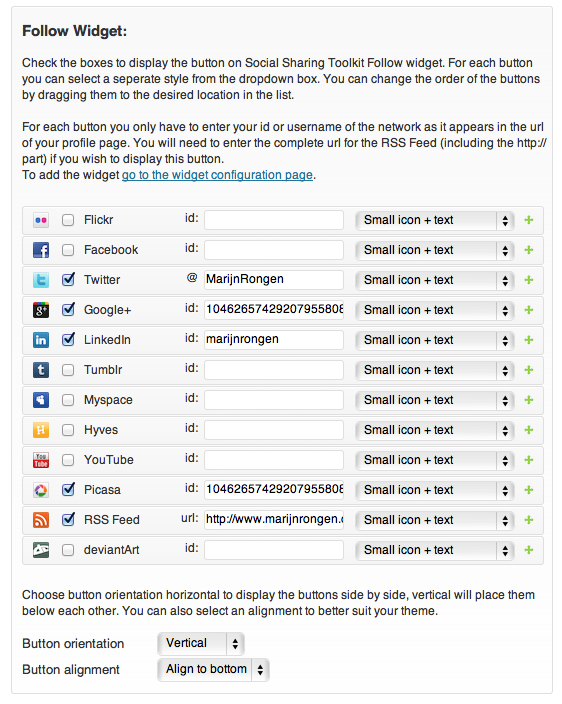 Follow Widget:
Check the boxes to display the button on Social Sharing Toolkit Follow widget. For each button
you can select a seperate style from the dropdown box. You can change the order of the buttons
by dragging them to the desired location in the list.
For each button you only have to enter your id or username of the network as it appears in the url
of your profile page. You will need to enter the complete url for the RSS Feed (including the http://
part) if you wish to display this button.
To add the widget go to the widget configuration page.
Flickr id: Small icon + text +
f Facebook id: Small icon + text +
t Twitter @ MarijnRongen Small icon + text +
g+ Google+ id: 10462657429207955808 Small icon + text +
in LinkedIn id: marijnrongen Small icon + text +
t Tumblr id: Small icon + text +
Myspace id: Small icon + text +
H Hyves id: Small icon + text +
You Tube YouTube id: Small icon + text +
Picasa id: 10462657429207955808 Small icon + text +
RSS Feed url: http://www.marijnrongen.c Small icon + text +
deviantArt id: Small icon + text +
Choose button orientation horizontal to display the buttons side by side, vertical will place them
below each other. You can also select an alignment to better suit your theme.
Button orientation Vertical
Button alignment Align to bottom